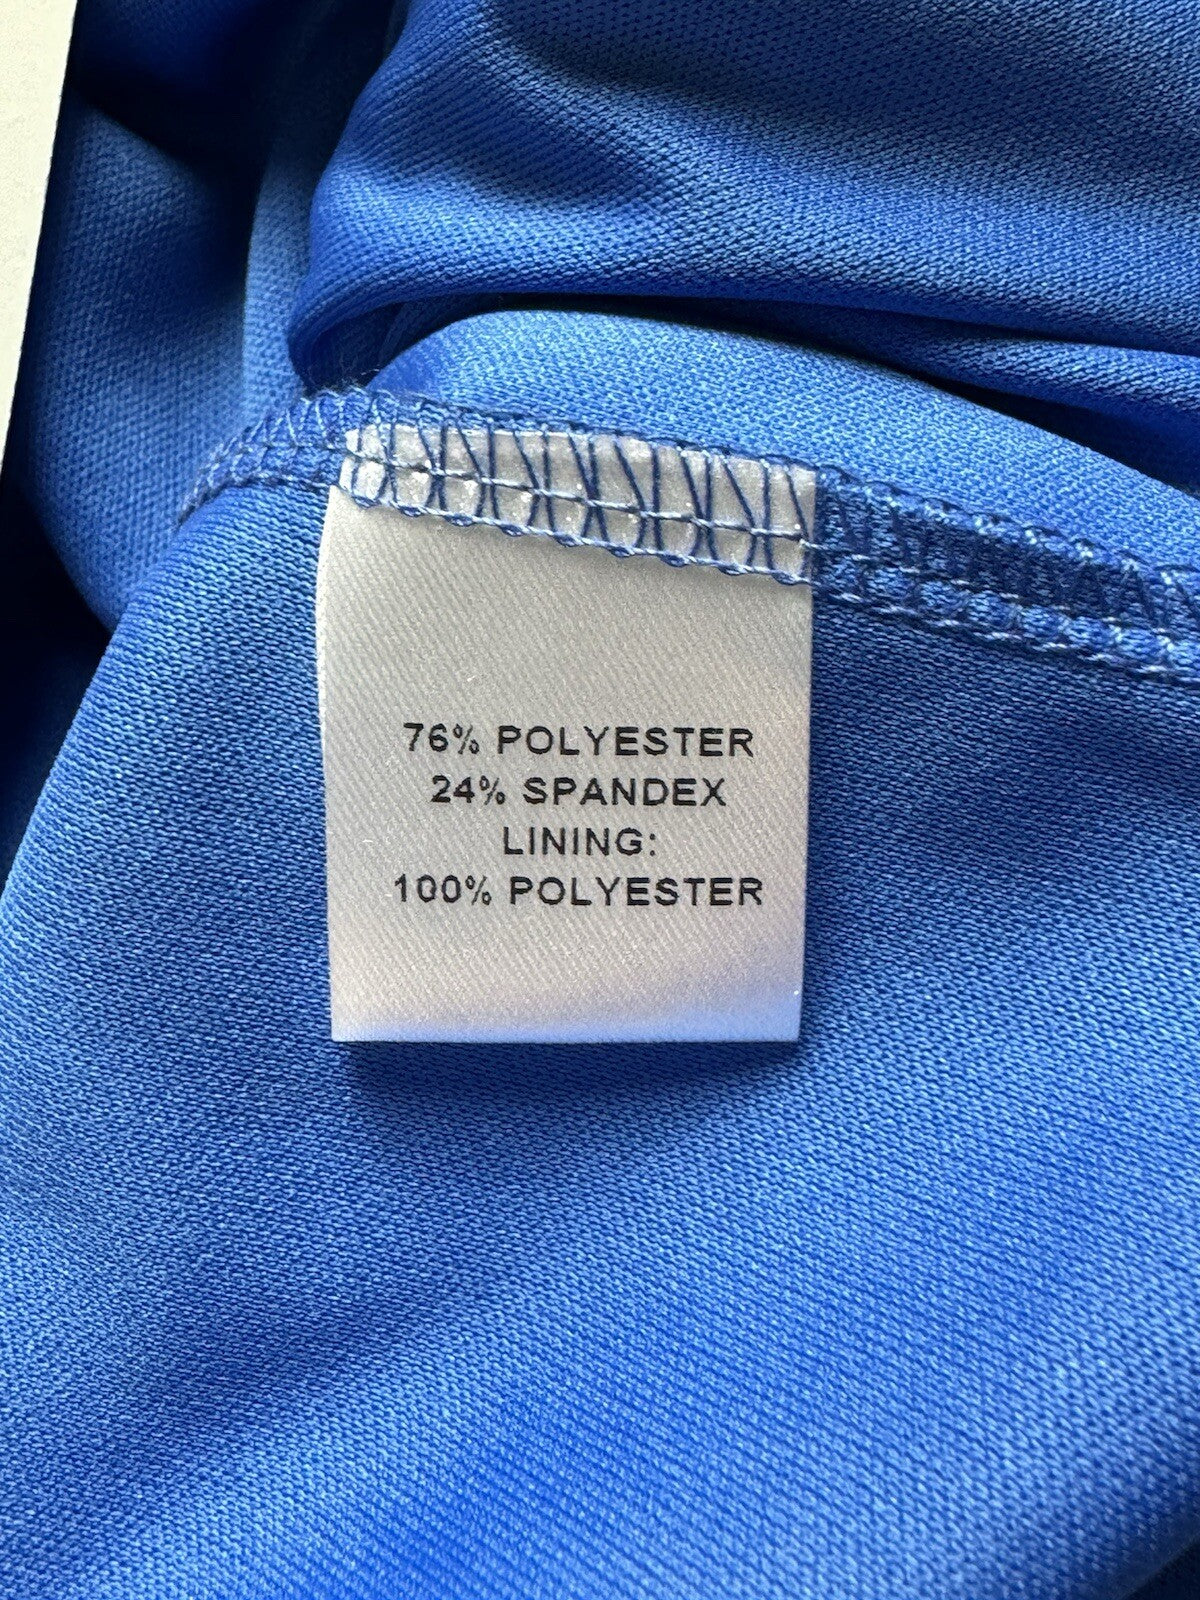 76% POLYESTER
24% SPANDEX
LINING:
100% POLYESTER